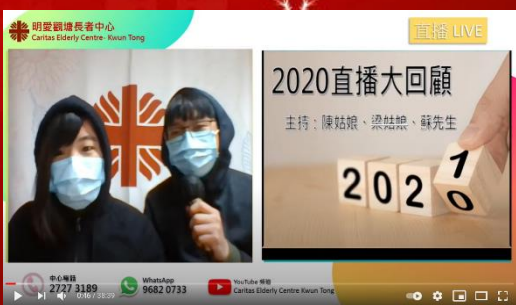 明愛觀塘長者中心
Caritas Elderly Centre- Kwun Tong
直播 LIVE
2020直播大回顧
主持：陳姑娘、梁姑娘、蘇先生
202
1
0
中心電話
2727 3189
WhatsApp
9682 0733
YouTube 頻道
Caritas Elderly Centre Kwun Tong
0:46 / 38:39